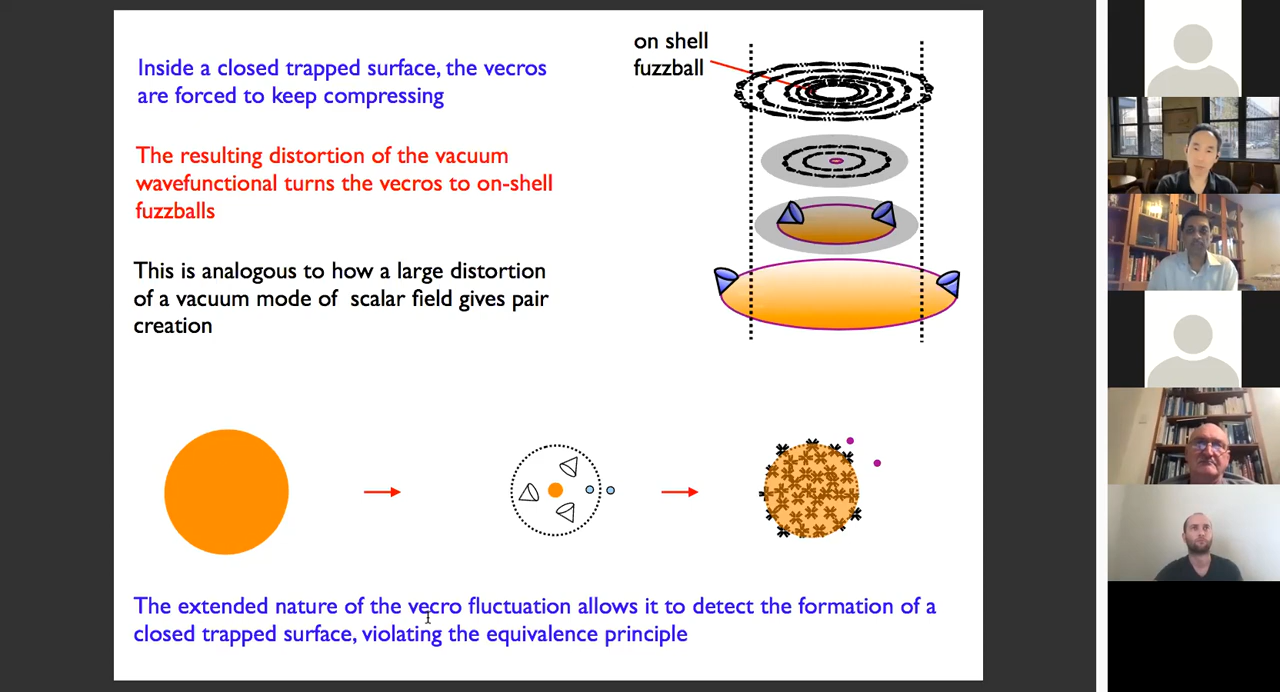 Inside a closed trapped surface, the vecros
are forced to keep compressing
on shell
fuzzball
The resulting distortion of the vacuum
wavefunctional turns the vecros to on-shell
fuzzballs
This is analogous to how a large distortion
of a vacuum mode of scalar field gives pair
creation
The extended nature of the vecro fluctuation allows it to detect the formation of a
closed trapped surface, violating the equivalence principle